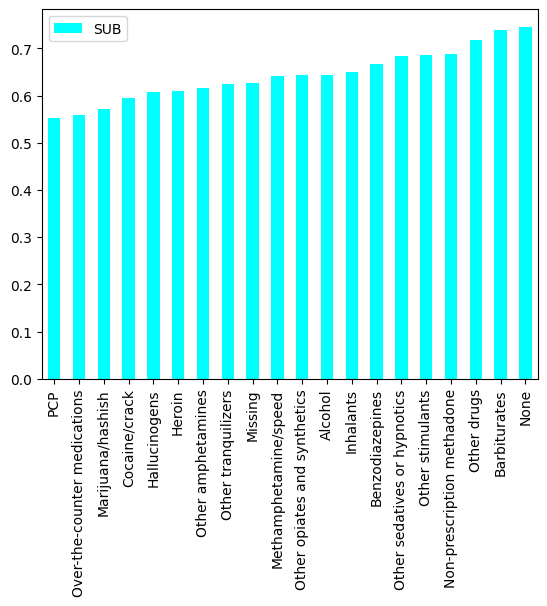 SUB
0.7
0.6
0.5
0.4
0.3
0.2
0.1
0.0
PCP
Over-the-counter medications
Marijuana/hashish
Cocaine/crack
Hallucinogens
Heroin
Other amphetamines
Other tranquilizers
Missing
Methamphetamine/speed
Other opiates and synthetics
Alcohol
Inhalants
Benzodiazepines
Other sedatives or hypnotics
Other stimulants
Non-prescription methadone
Other drugs
Barbiturates
None